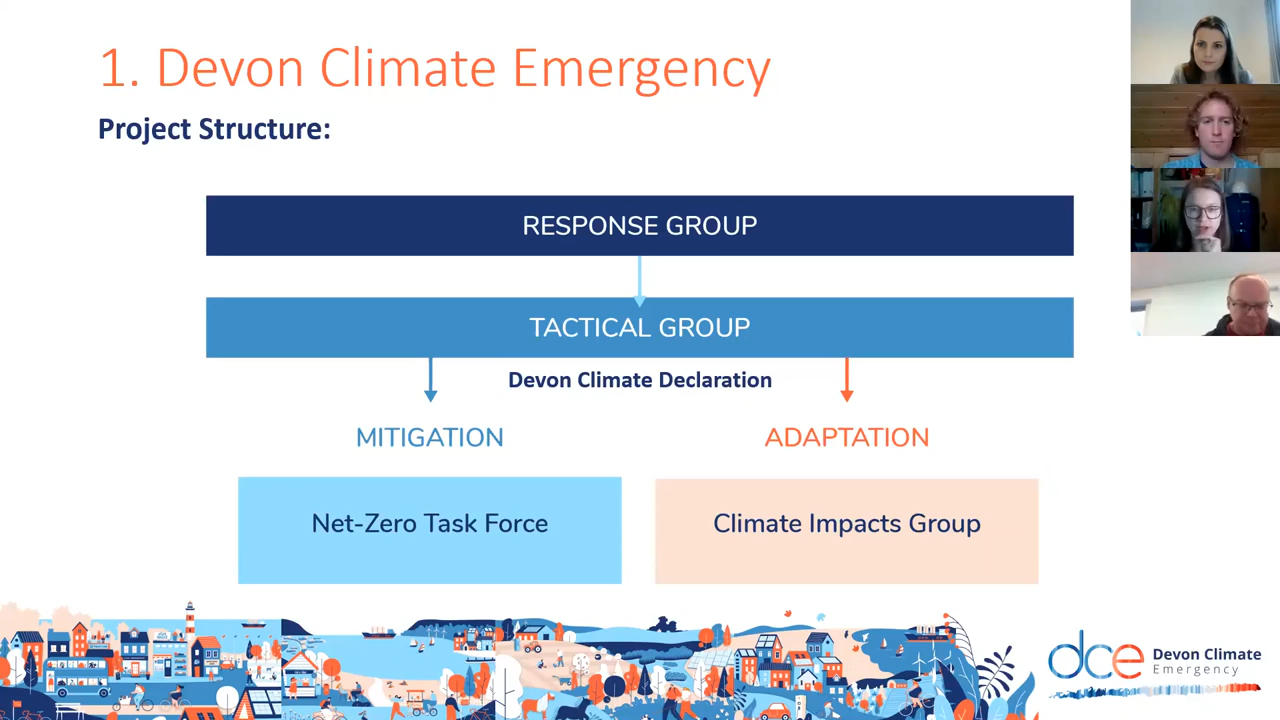 1. Devon Climate Emergency
Project Structure:
RESPONSE GROUP
TACTICAL GROUP
Devon Climate Declaration
MITIGATION
ADAPTATION
Net-Zero Task Force
Climate Impacts Group
dce
Devon Climate
Emergency